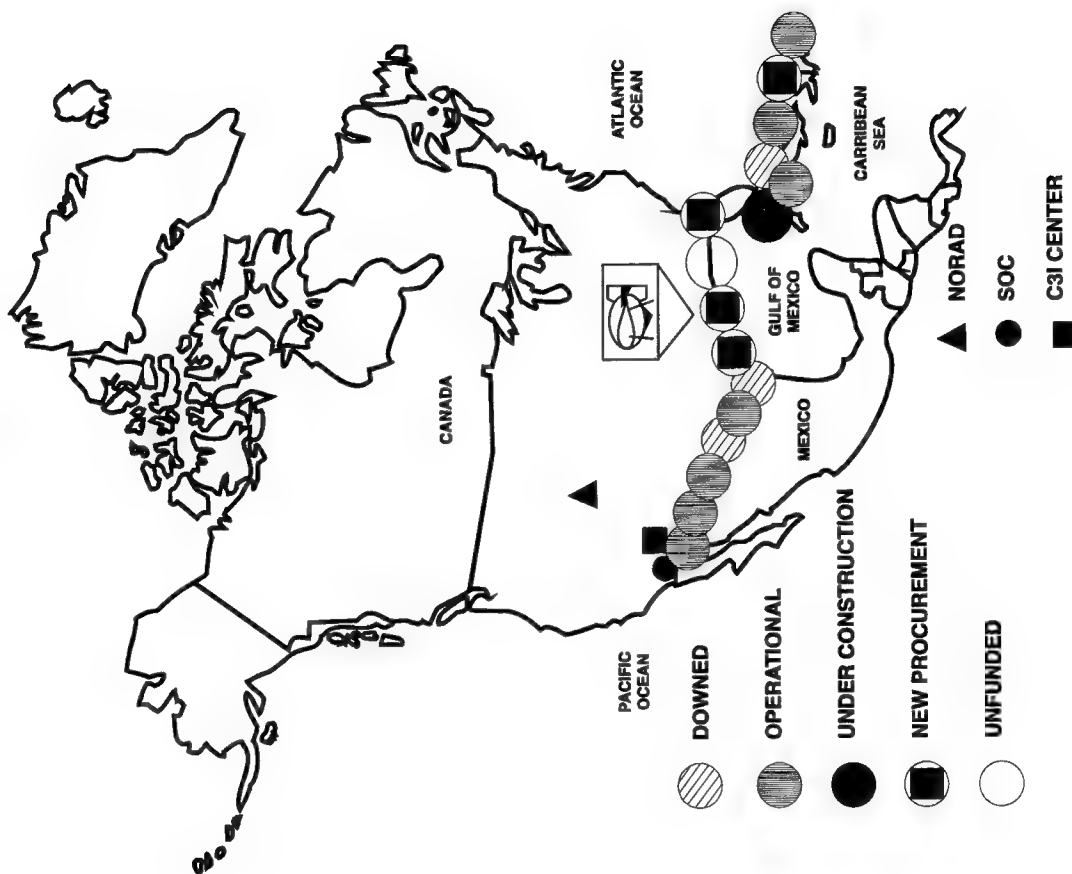 CANADA
PACIFIC
OCEAN
ATLANTIC
OCEAN
GULF OF
MEXICO
MEXICO
CARRIBEAN
SEA
DOWNED
OPERATIONAL
UNDER CONSTRUCTION
NEW PROCUREMENT
UNFUNDED
NORAD
SOC
C3I CENTER